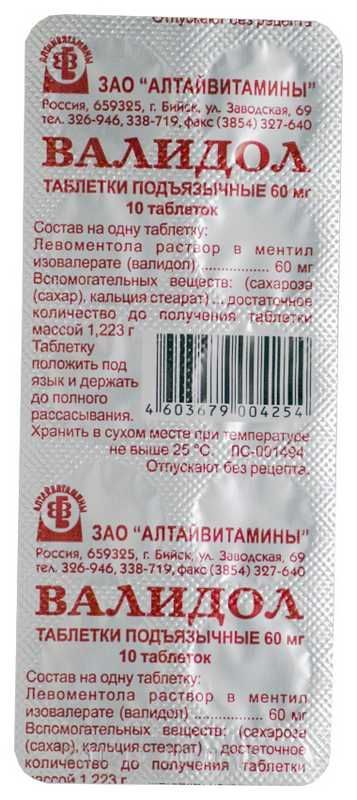 Отпускают без рецепта.
АЛТАЙВИТАМИНЫ
ЗАО "АЛТАЙВИТАМИНЫ"
Россия, 659325, г. Бийск, ул. Заводская, 69
тел. 326-946, 338-719, факс (3854) 327-640
ВАЛИДОЛ
ТАБЛЕТКИ ПОДЪЯЗЫЧНЫЕ 60 мг
10 таблеток
Состав на одну таблетку:
Левоментола раствор в ментил
изовалерате (валидол) ................ 60 мг
Вспомогательных веществ: (сахароза
(сахар), кальция стеарат) ... достаточное
количество до получения таблетки
массой 1,223 г
Таблетку
положить под
язык и держать
до полного
рассасывания.
4 603679 004254
Хранить в сухом месте при температуре
не выше 25 °С. ЛС-001494
Отпускают без рецепта.
АЛТАЙВИТАМИНЫ
ЗАО "АЛТАЙВИТАМИНЫ"
Россия, 659325, г. Бийск, ул. Заводская, 69
тел. 326-946, 338-719, факс (3854) 327-640
ВАЛИДОЛ
ТАБЛЕТКИ ПОДЪЯЗЫЧНЫЕ 60 мг
10 таблеток
Состав на одну таблетку:
Левоментола раствор в ментил
изовалерате (валидол) ................ 60 мг
Вспомогательных веществ: (сахароза
(сахар), кальция стеарат) .. достаточное
количество до получения таблетки
массой 1,223 г